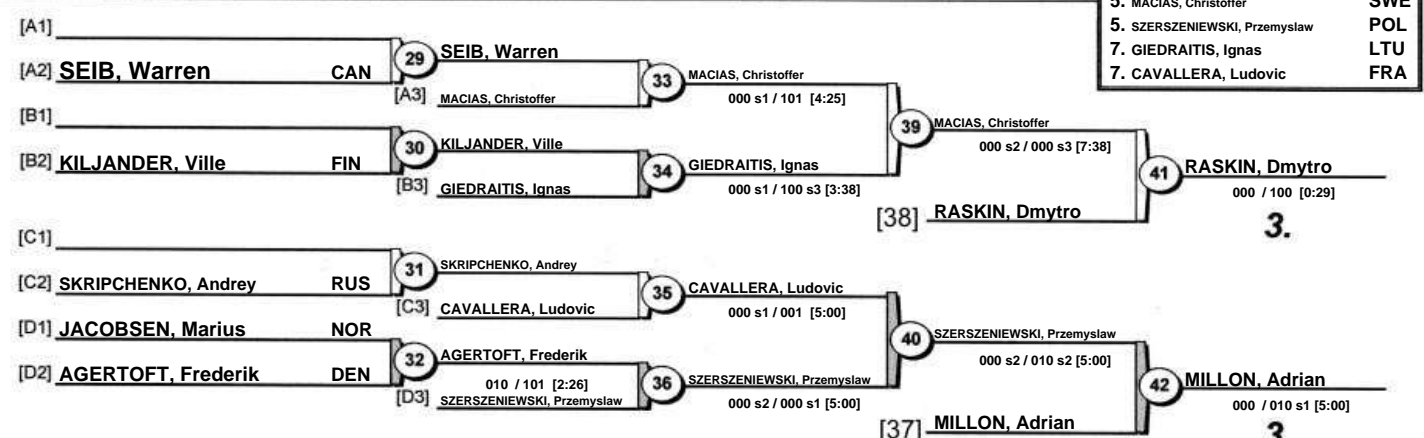 5. MACIAS, Christoffer SWE
5. SZERSZENIEWSKI, Przemyslaw POL
7. GIEDRAITIS, Ignas LTU
7. CAVALLERA, Ludovic FRA
[A1]
[A2] SEIB, Warren CAN
29
SEIB, Warren
[A3] MACIAS, Christoffer
33
MACIAS, Christoffer
000 s1 / 101 [4:25]
[B1]
[B2] KILJANDER, Ville FIN
30
KILJANDER, Ville
[B3] GIEDRAITIS, Ignas
34
GIEDRAITIS, Ignas
000 s1 / 100 s3 [3:38]
39
MACIAS, Christoffer
000 s2 / 000 s3 [7:38]
[38] RASKIN, Dmytro
41
RASKIN, Dmytro
000 / 100 [0:29]
3.
[C1]
[C2] SKRIPCHENKO, Andrey RUS
31
SKRIPCHENKO, Andrey
[C3] CAVALLERA, Ludovic
35
CAVALLERA, Ludovic
000 s1 / 001 [5:00]
[D1] JACOBSEN, Marius NOR
[D2] AGERTOFT, Frederik DEN
32
AGERTOFT, Frederik
010 / 101 [2:26]
[D3] SZERSZENIEWSKI, Przemyslaw
36
SZERSZENIEWSKI, Przemyslaw
000 s2 / 000 s1 [5:00]
40
SZERSZENIEWSKI, Przemyslaw
000 s2 / 010 s2 [5:00]
[37] MILLON, Adrian
42
MILLON, Adrian
000 / 010 s1 [5:00]
3